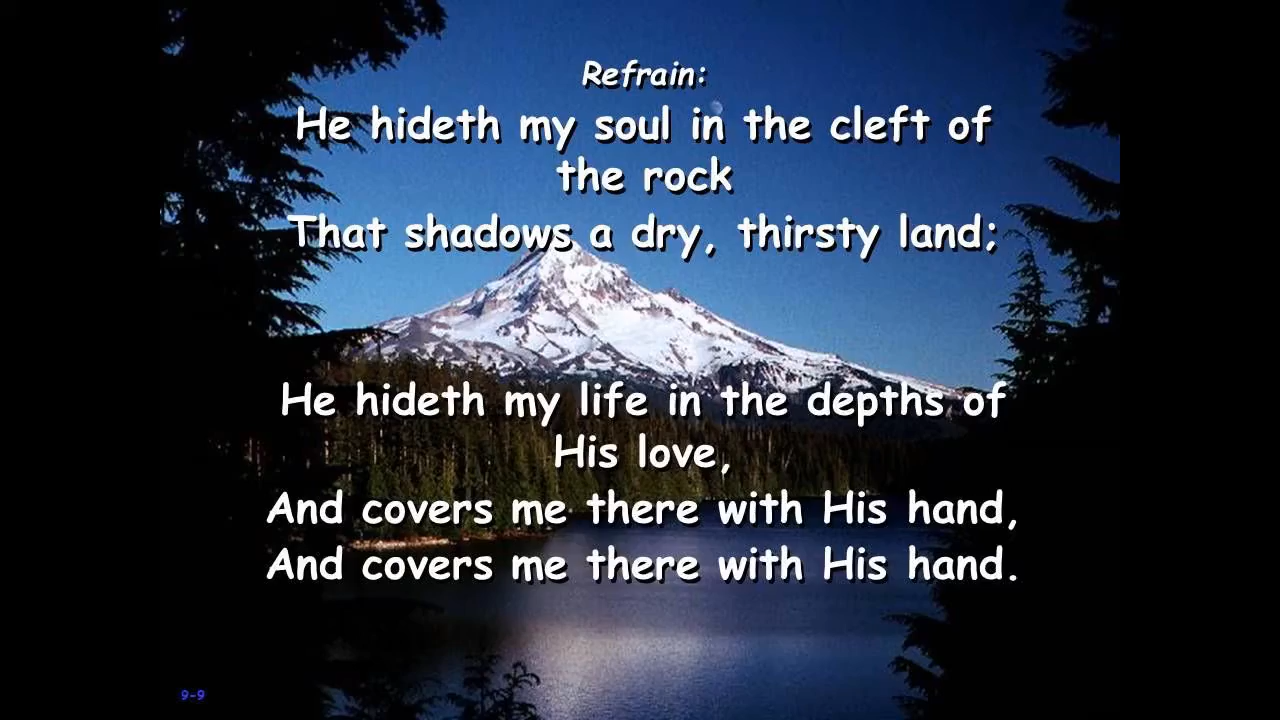 Refrain:
He hideth my soul in the cleft of
the rock
That shadows a dry, thirsty land;
He hideth my life in the depths of
His love,
And covers me there with His hand,
And covers me there with His hand.
9-9